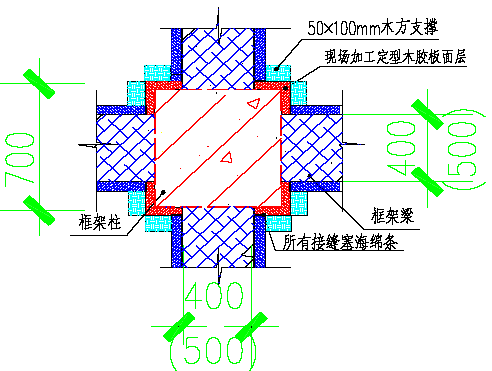 50×100mm木方支撑
现场加工定型木胶板面层
700
400
(500)
框架柱
框架梁
所有接缝塞海绵条
400
(500)